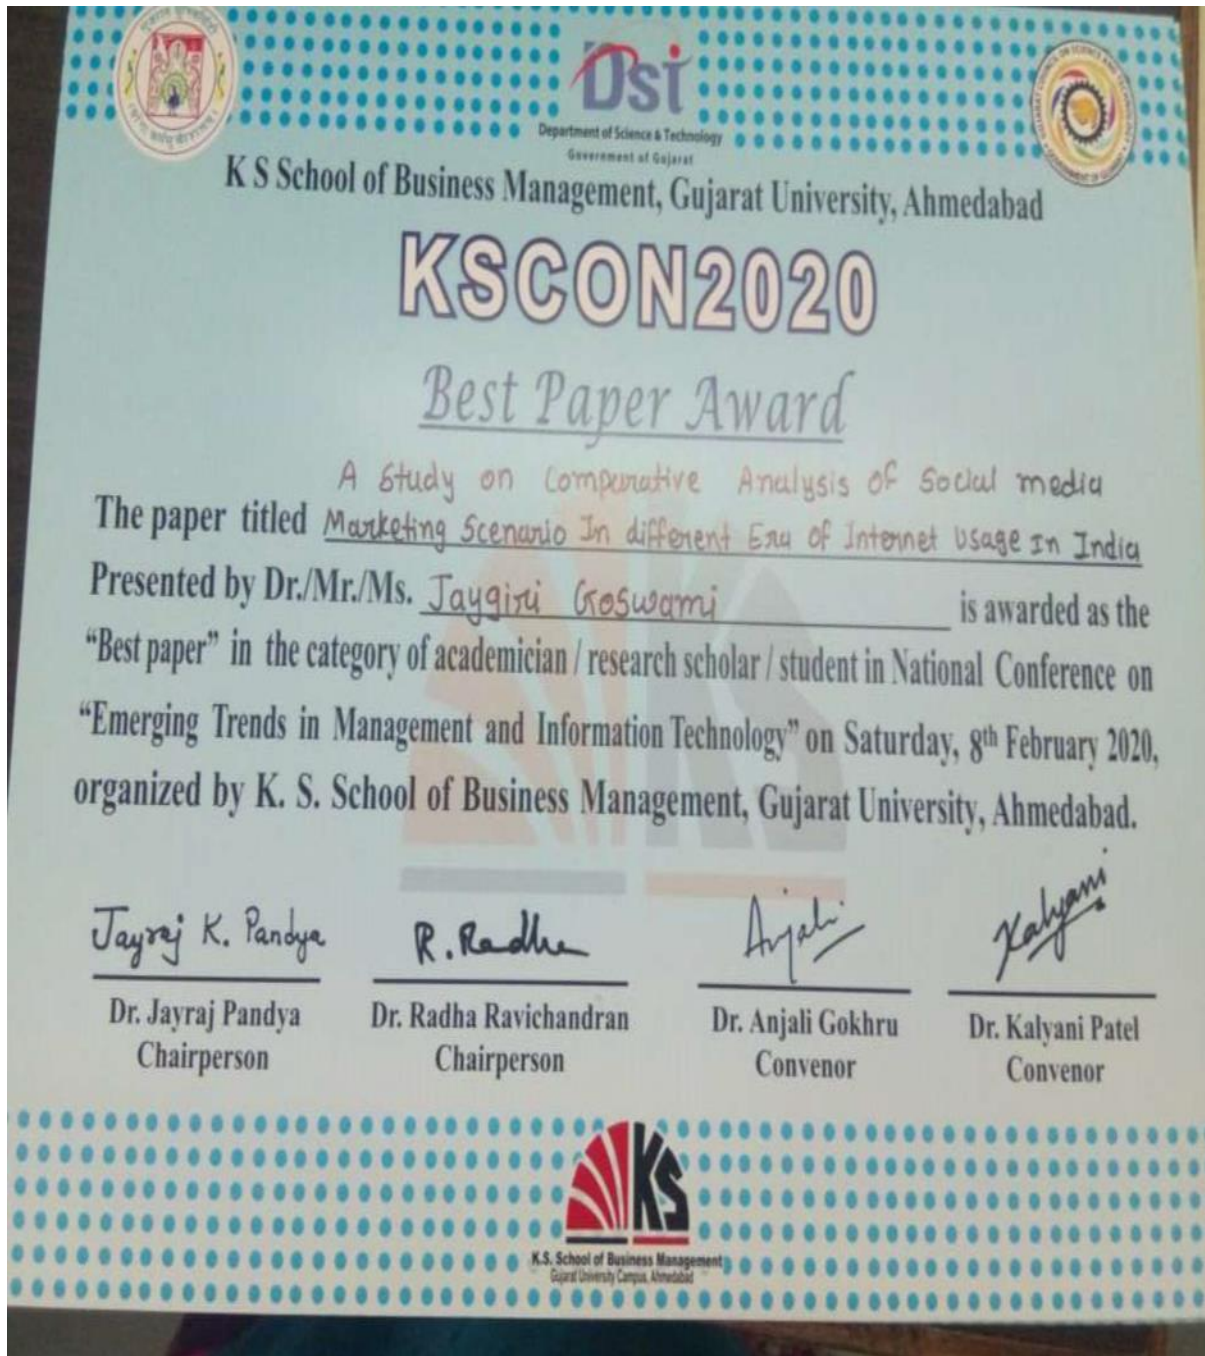 Dst
Department of Science & Technology
Government of Gujarat
K S School of Business Management, Gujarat University, Ahmedabad
KSCON2020
Best Paper Award
A Study on Comparative Analysis of Social media
The paper titled Marketing Scenario In different Era of Internet Usage In India
Presented by Dr./Mr./Ms. Jaygiri Goswami is awarded as the
“Best paper” in the category of academician / research scholar / student in National Conference on
“Emerging Trends in Management and Information Technology” on Saturday, 8th February 2020,
organized by K. S. School of Business Management, Gujarat University, Ahmedabad.
Jayraj K. Pandya R. Radha Anjali Kalyani
Dr. Jayraj Pandya Dr. Radha Ravichandran Dr. Anjali Gokhru Dr. Kalyani Patel
Chairperson Chairperson Convenor Convenor
KS
K.S. School of Business Management
Gujarat University Campus, Ahmedabad